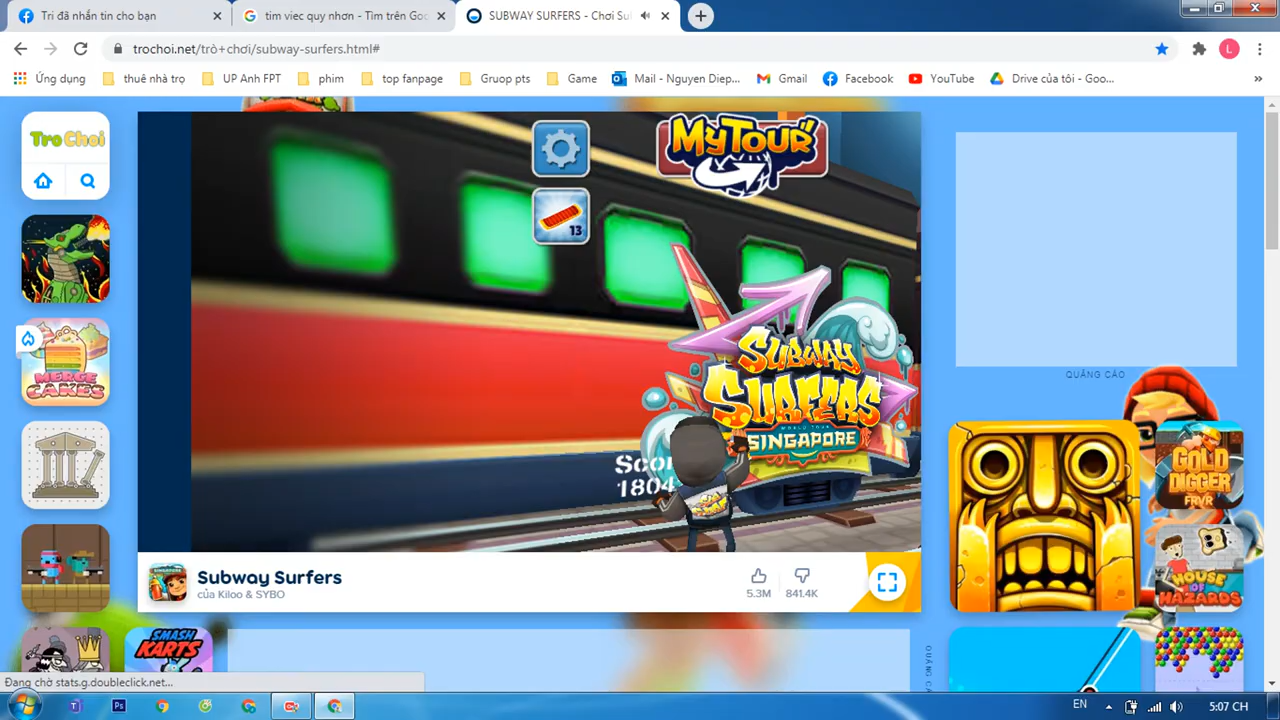 Trí đã nhắn tin cho bạn
tim viec quy nhơn - Tìm trên Goo
SUBWAY SURFERS - Chơi Su
trochoi.net/trò+chơi/subway-surfers.html#
L
Ứng dụng
thuê nhà trọ
UP Anh FPT
phim
top fanpage
Gruop pts
Game
Mail - Nguyen Diep...
Gmail
Facebook
YouTube
Drive của tôi - Goo...
»
TroChoi
MYTOUR
13
SUBWAY
SURFERS
WORLD TOUR
SINGAPORE
Scor
1804
QUẢNG CÁO
MERGE
CAKES
GOLD
DIGGER
FRVR
HOUSE
OF
HAZARDS
Subway Surfers
của Kiloo & SYBO
5.3M
841.4K
SMASH
KARTS
Đang chờ stats.g.doubleclick.net...
EN
5:07 CH